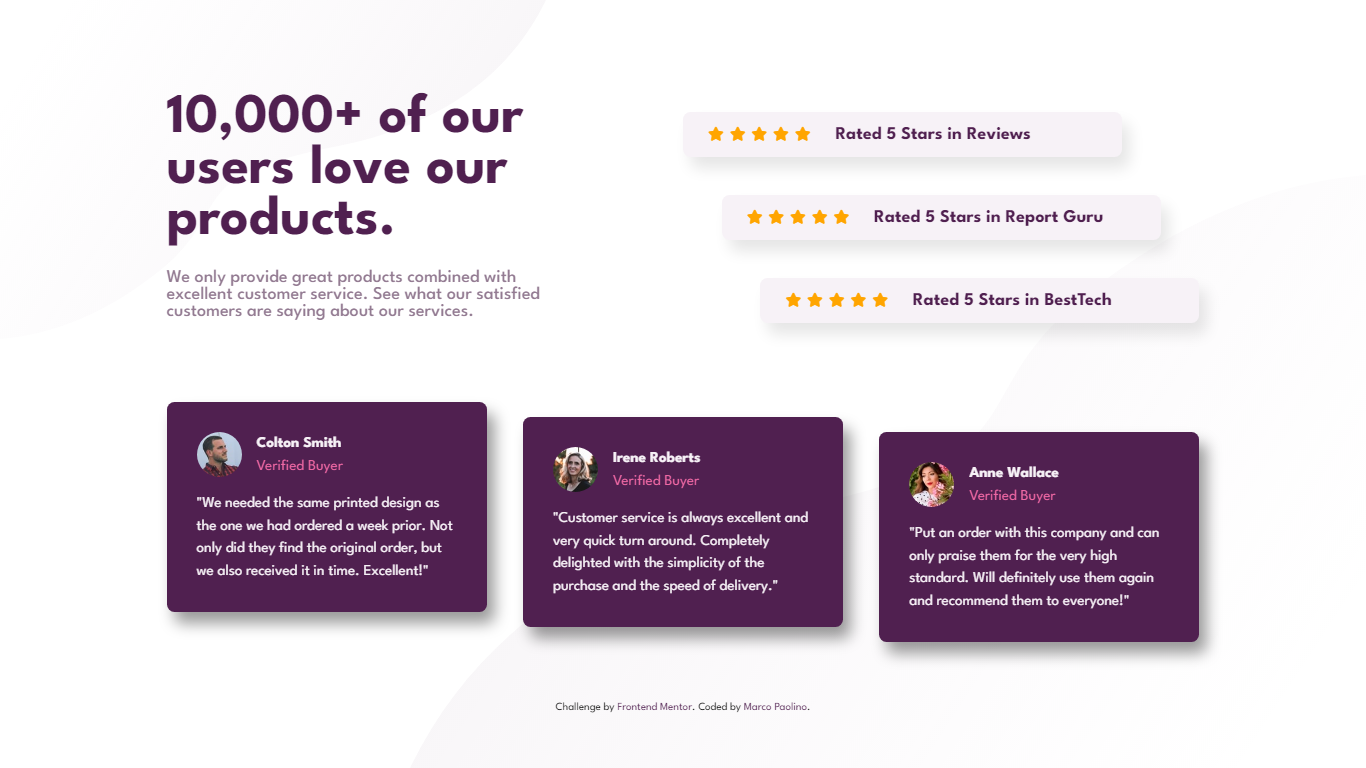 10,000+ of our
users love our
products.
We only provide great products combined with
excellent customer service. See what our satisfied
customers are saying about our services.
Rated 5 Stars in Reviews
Rated 5 Stars in Report Guru
Rated 5 Stars in BestTech
Colton Smith
Verified Buyer
"We needed the same printed design as
the one we had ordered a week prior. Not
only did they find the original order, but
we also received it in time. Excellent!"
Irene Roberts
Verified Buyer
"Customer service is always excellent and
very quick turn around. Completely
delighted with the simplicity of the
purchase and the speed of delivery."
Anne Wallace
Verified Buyer
"Put an order with this company and can
only praise them for the very high
standard. Will definitely use them again
and recommend them to everyone!"
Challenge by Frontend Mentor. Coded by Marco Paolino.